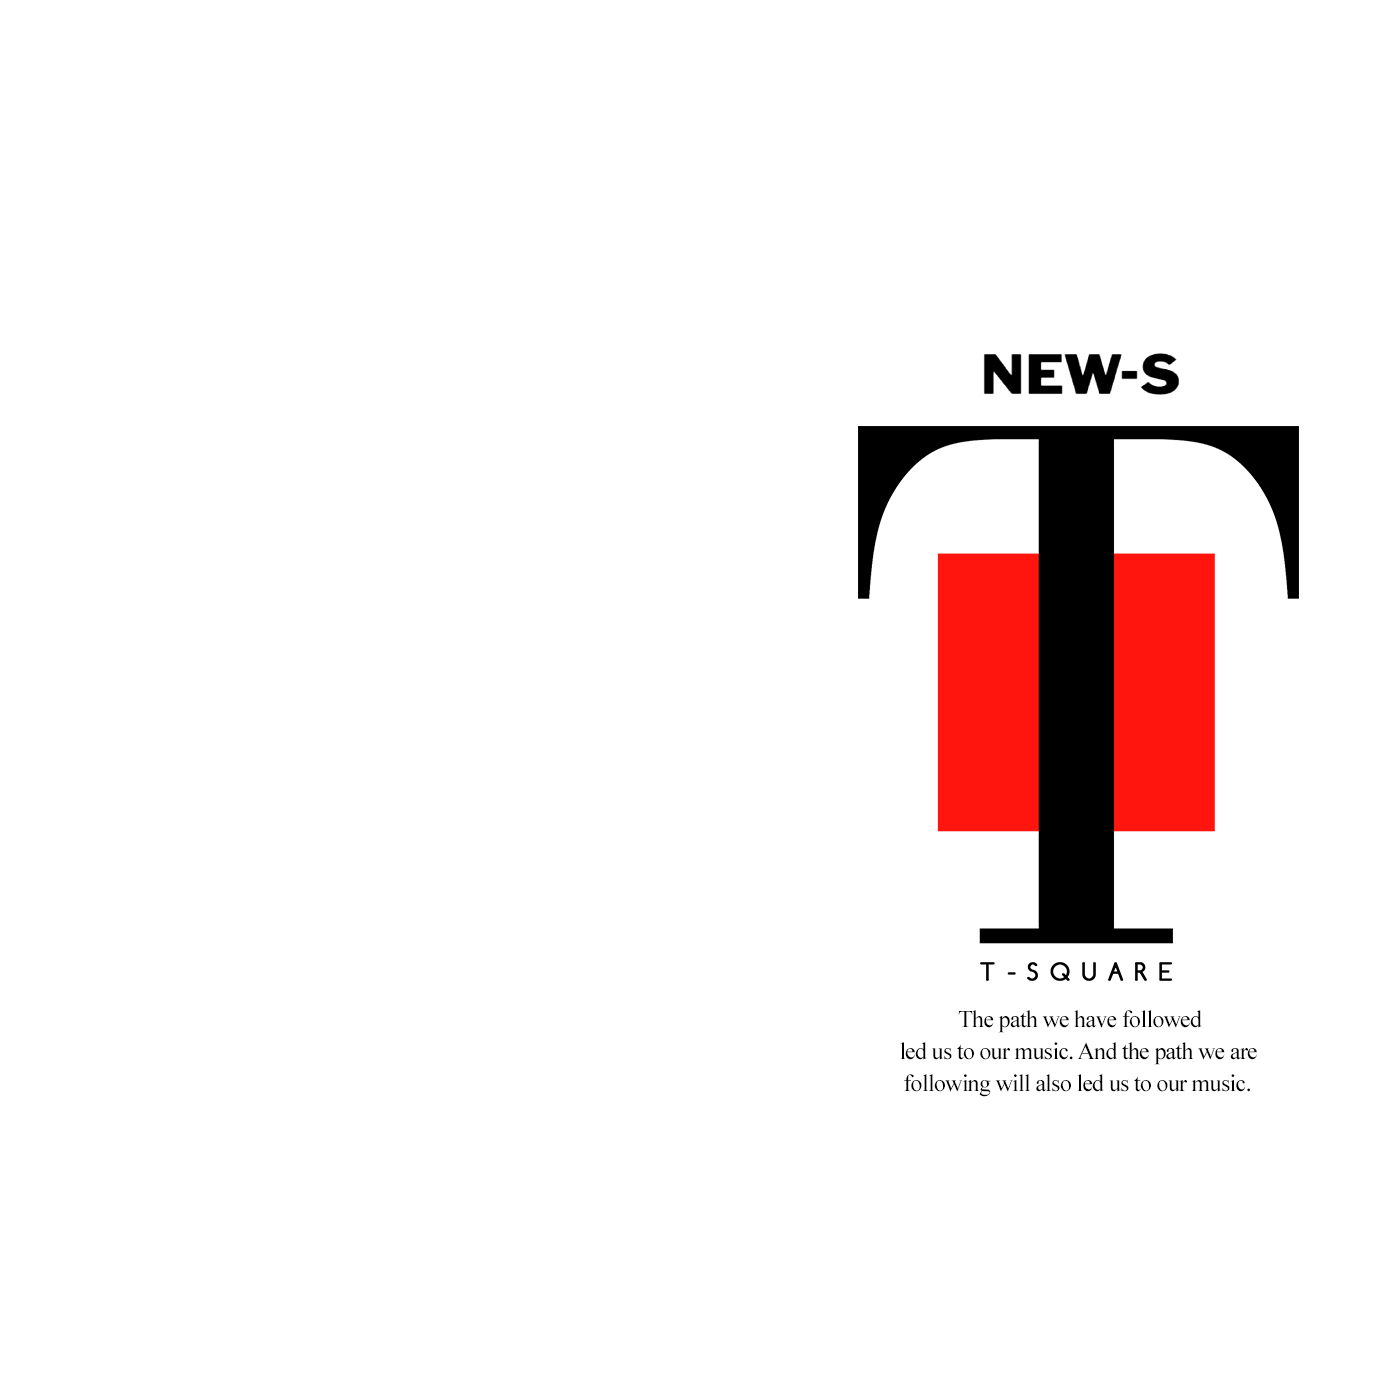 NEW-S
T
T-SQUARE
The path we have followed
led us to our music. And the path we are
following will also led us to our music.